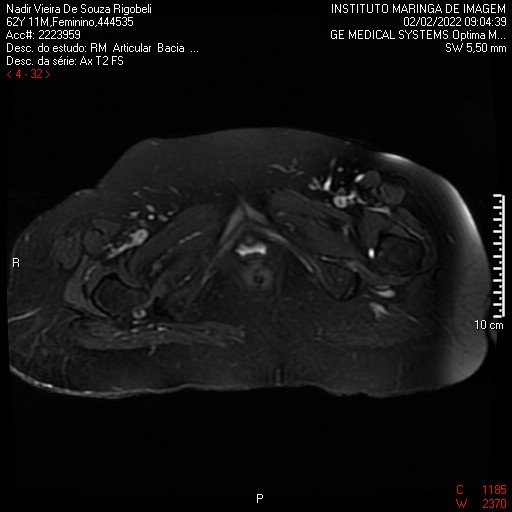 Nadir Vieira De Souza Rigobeli
62Y 11M,Feminino,444535
Acc#: 2223959
Desc. do estudo: RM Articular Bacia ...
Desc. da série: Ax T2 FS
< 4 - 32 >
INSTITUTO MARINGA DE IMAGEM
02/02/2022 09:04:39
GE MEDICAL SYSTEMS Optima M...
SW 5,50 mm
R
10 cm
P
C 1185
W 2370